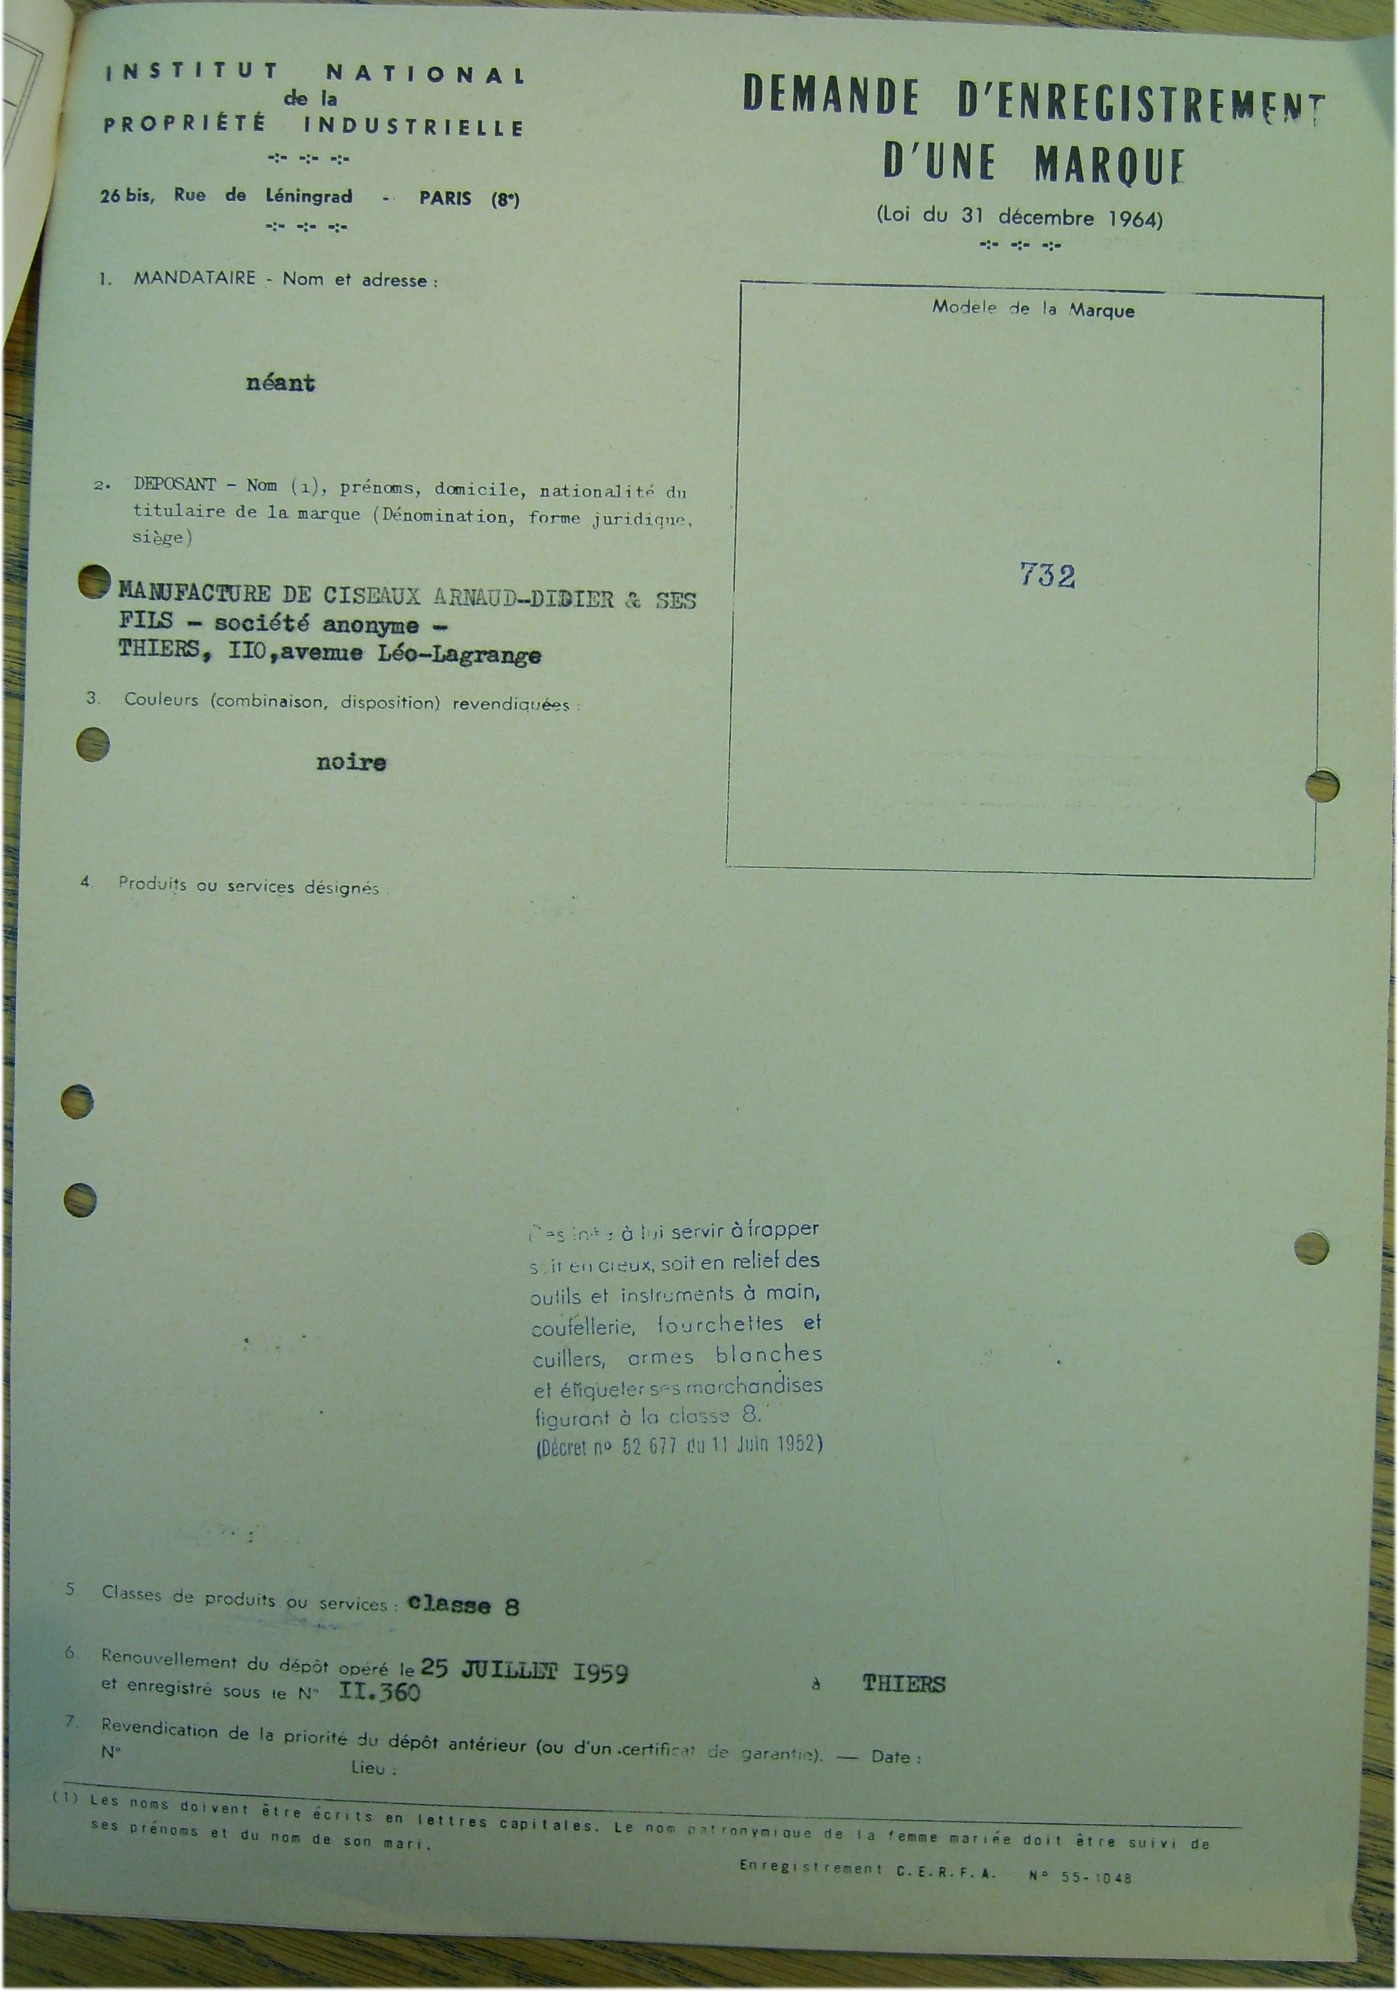 INSTITUT NATIONAL
de la
PROPRIÉTÉ INDUSTRIELLE
-:- -:- -:-
26 bis, Rue de Léningrad - PARIS (8e)
-:- -:- -:-
DEMANDE D'ENREGISTREMENT
D'UNE MARQUE
(Loi du 31 décembre 1964)
-:- -:- -:-
1. MANDATAIRE - Nom et adresse :
néant
Modèle de la Marque
732
2. DEPOSANT - Nom (1), prénoms, domicile, nationalité du
titulaire de la marque (Dénomination, forme juridique,
siège)
MANUFACTURE DE CISEAUX ARNAUD-DIDIER & SES
FILS - société anonyme -
THIERS, IIO,avenue Léo-Lagrange
3. Couleurs (combinaison, disposition) revendiquées :
noire
4. Produits ou services désignés
à lui servir à frapper
soit en creux, soit en relief des
outils et instruments à main,
coutellerie, fourchettes et
cuillers, armes blanches
et étiqueter ses marchandises
figurant à la classe 8.
(Décret nº 52 677 du 11 Juin 1952)
5. Classes de produits ou services : classe 8
6. Renouvellement du dépôt opéré le 25 JUILLET I959 à THIERS
et enregistré sous le N° II.360
7. Revendication de la priorité du dépôt antérieur (ou d'un certificat de garantie). — Date :
N° Lieu :
(1) Les noms doivent être écrits en lettres capitales. Le nom patronymique de la femme mariée doit être suivi de
ses prénoms et du nom de son mari.
Enregistrement C.E.R.F.A. N° 55-1048